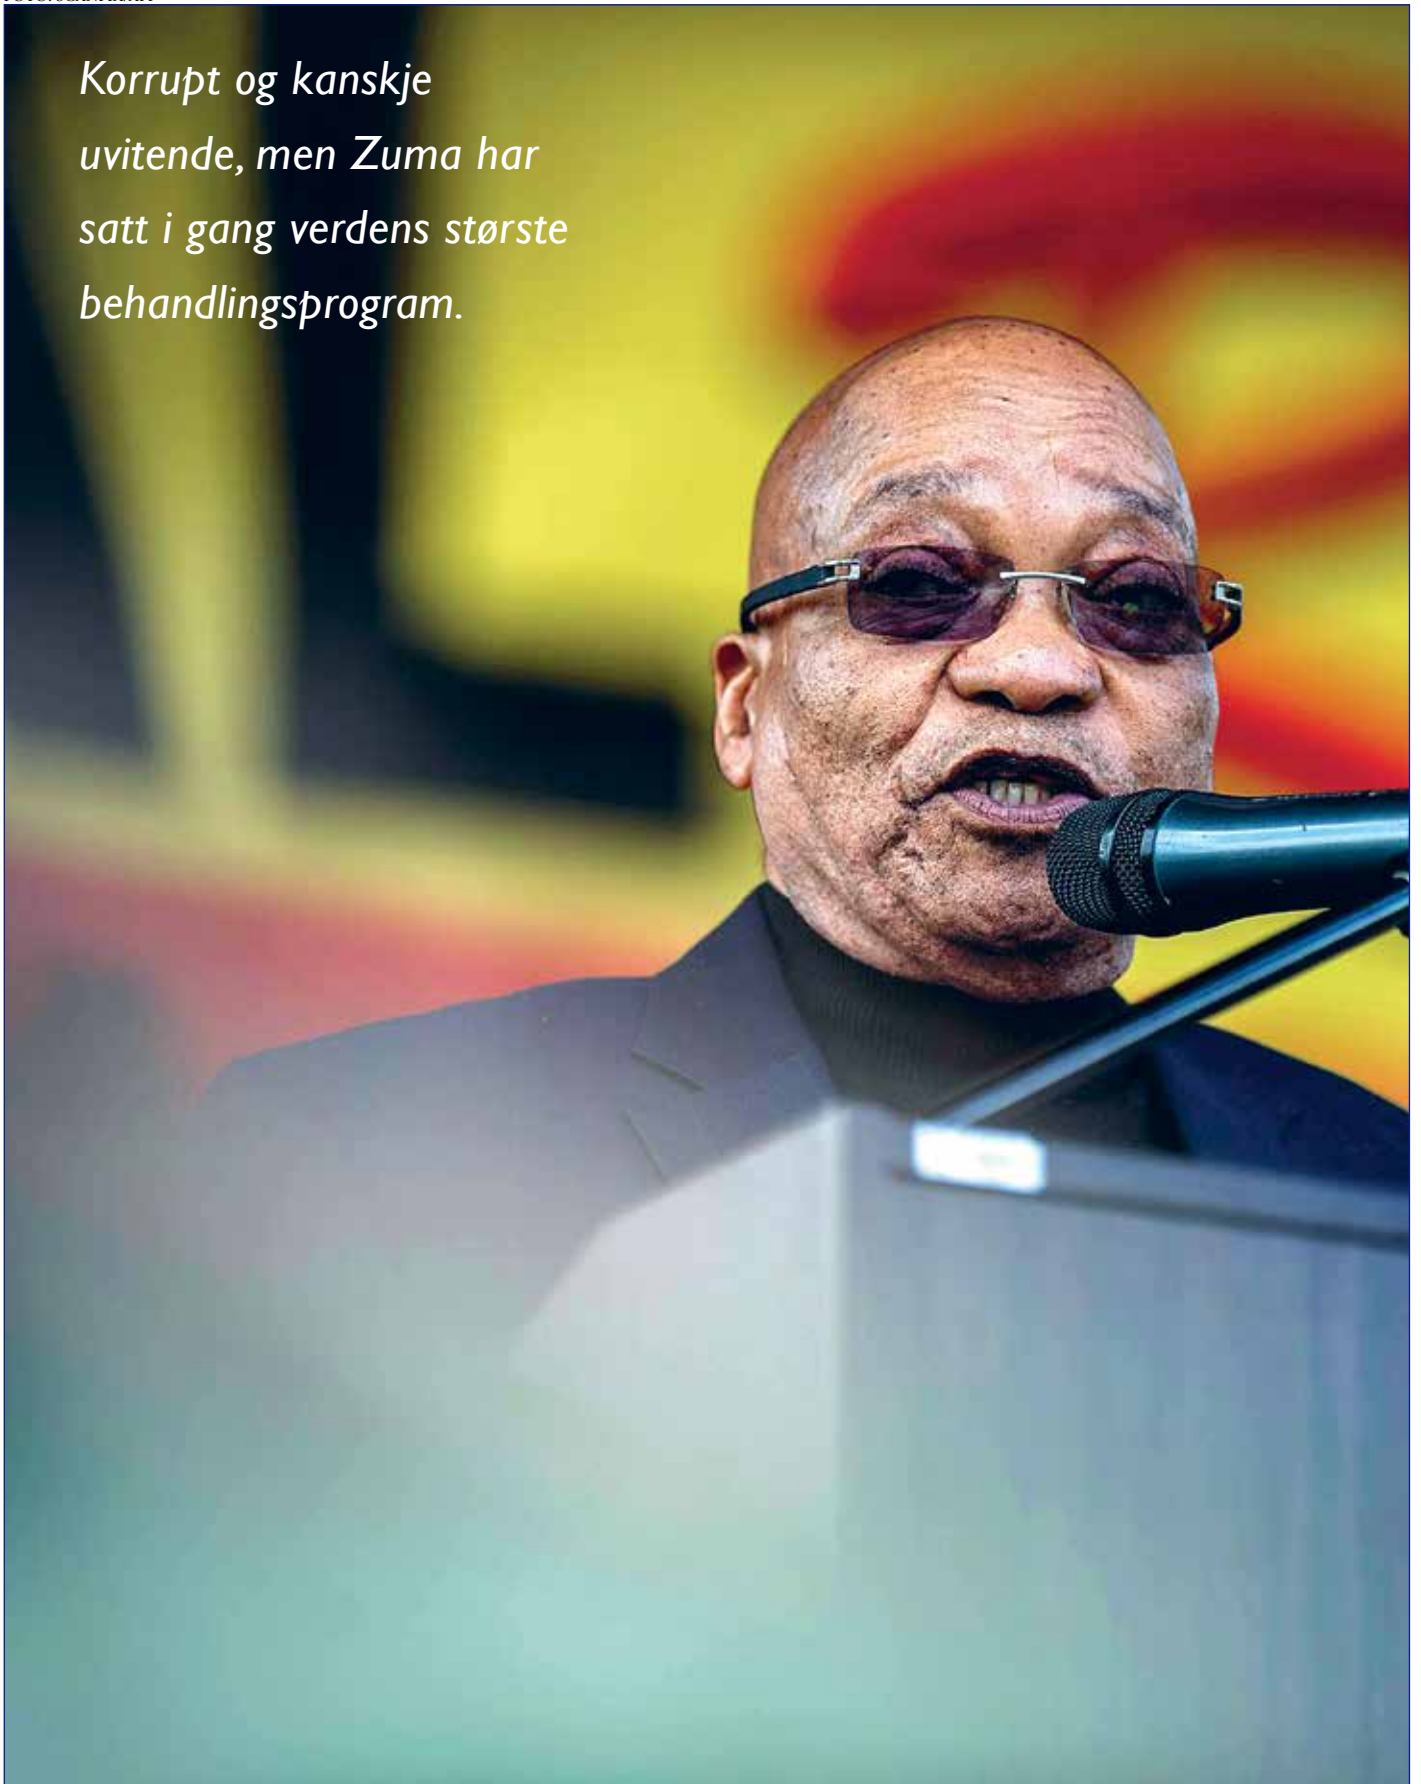 Korrupt og kanskje
uvitende, men Zuma har
satt i gang verdens største
behandlingsprogram.